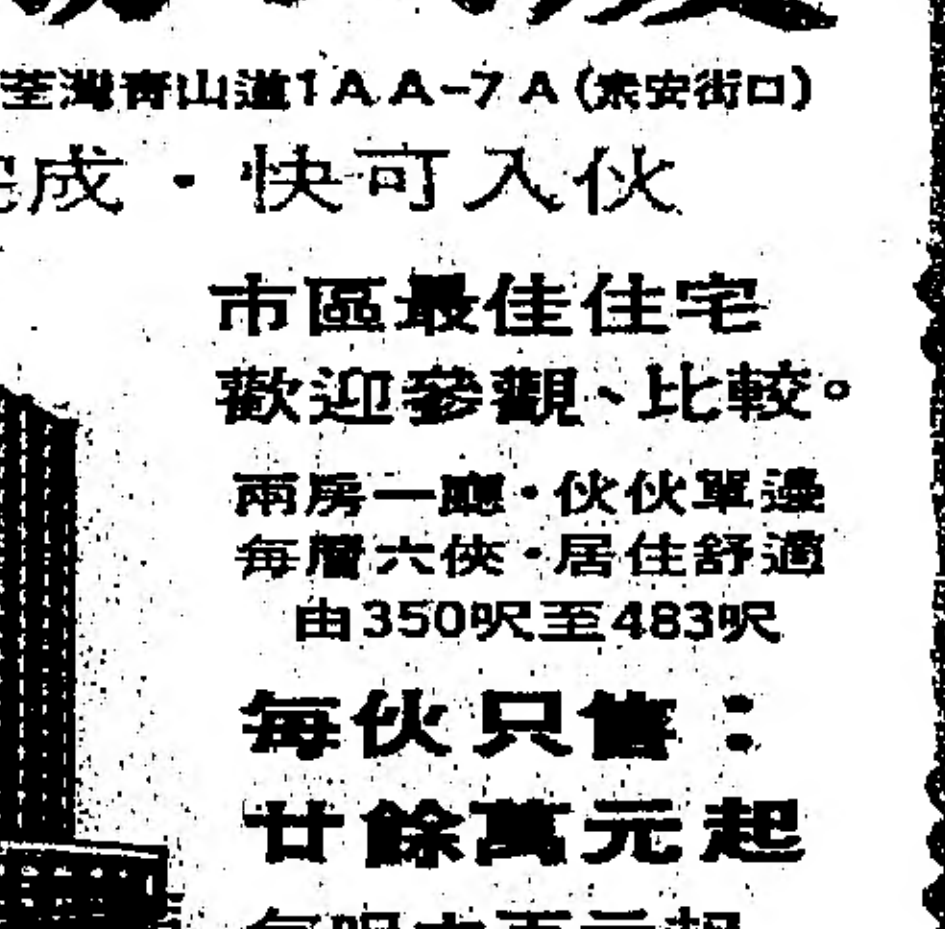 荃灣青山道1AA-7A(衆安街口)
成・快可入伙
市區最佳住宅
歡迎參觀、比較。
兩房一廳・伙伙單邊
每層六伙・居住舒適
由350呎至483呎
每伙只售：
廿餘萬元起